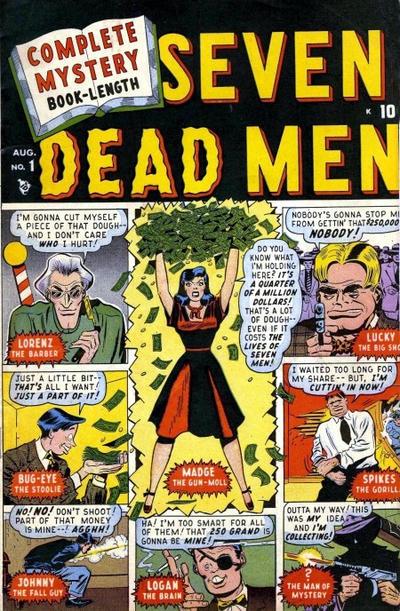 COMPLETE
MYSTERY
BOOK-LENGTH
SEVEN
K 10
DEAD MEN
AUG.
NO. 1
I'M GONNA CUT MYSELF
A PIECE OF THAT DOUGH--
AND I DON'T CARE
WHO I HURT!
LORENZ
THE BARBER
DO YOU
KNOW WHAT
I'M HOLDING
HERE? IT'S
A QUARTER
OF A MILLION
DOLLARS!
THAT'S A LOT
OF DOUGH--
EVEN IF IT
COSTS THE
LIVES OF
SEVEN
MEN!
MADGE
THE GUN-MOLL
NOBODY'S GONNA STOP ME
FROM GETTIN' THAT $250,000
NOBODY!
LUCKY
THE BIG SHO
JUST A LITTLE BIT--
THAT'S ALL I WANT!
JUST A PART OF IT!
BUG-EYE
THE STOOLIE
I WAITED TOO LONG FOR
MY SHARE-- BUT, I'M
CUTTIN' IN NOW!
SPIKES
THE GORILL
NO! NO! DON'T SHOOT!
PART OF THAT MONEY
IS MINE--! AGGHH!
JOHNNY
THE FALL GUY
HA! I'M TOO SMART FOR ALL
OF THEM! THAT 250 GRAND IS
GONNA BE MINE!
LOGAN
THE BRAIN
OUTTA MY WAY! THIS
WAS MY IDEA
AND I'M
COLLECTING!
?
THE MAN OF
MYSTERY